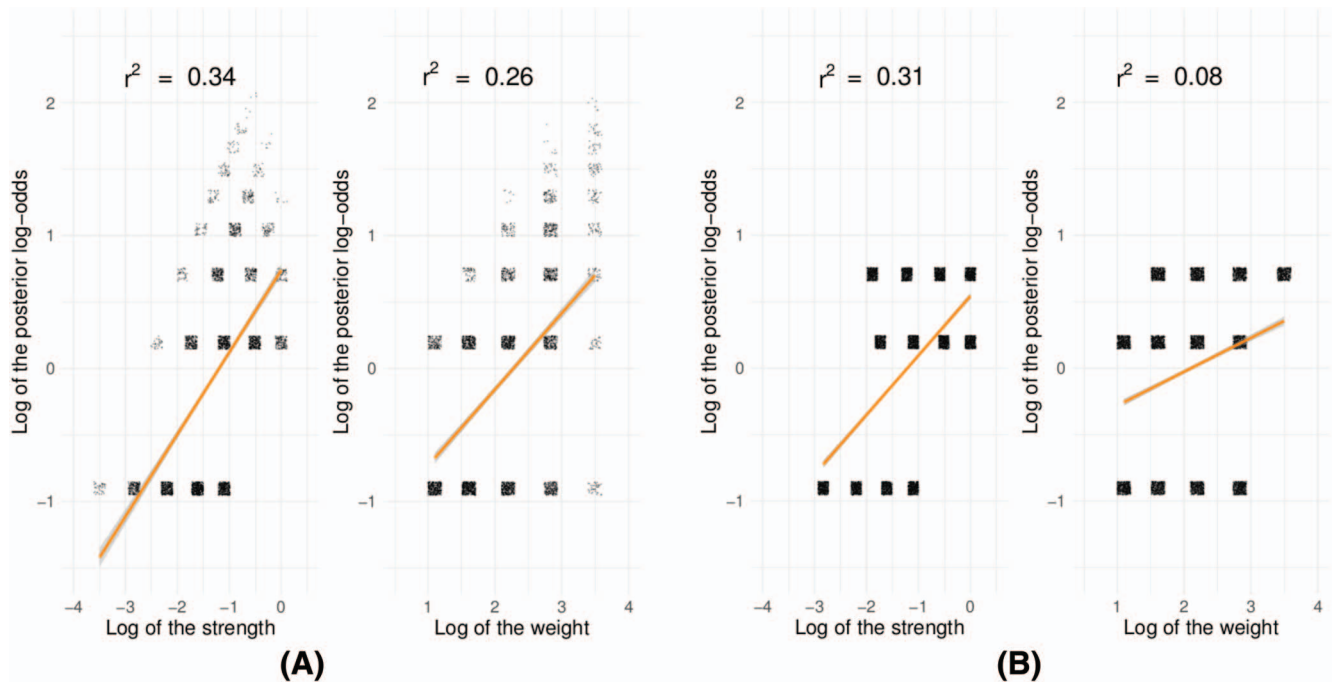 r² = 0.34
r² = 0.26
r² = 0.31
r² = 0.08
Log of the posterior log−odds
2
1
0
−1
−4 −3 −2 −1 0
Log of the strength
Log of the posterior log−odds
2
1
0
−1
1 2 3 4
Log of the weight
(A)
Log of the posterior log−odds
2
1
0
−1
−4 −3 −2 −1 0
Log of the strength
Log of the posterior log−odds
2
1
0
−1
1 2 3 4
Log of the weight
(B)